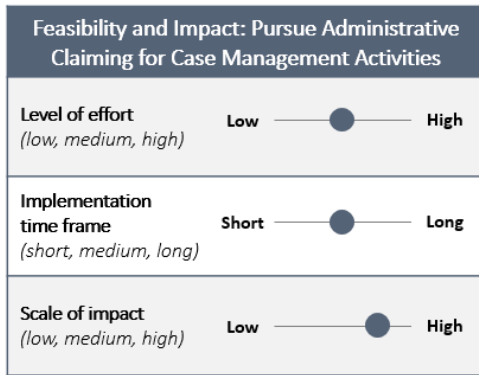 Feasibility and Impact: Pursue Administrative
Claiming for Case Management Activities
Level of effort
(low, medium, high)
Low
High
Implementation
time frame
(short, medium, long)
Short
Long
Scale of impact
(low, medium, high)
Low
High